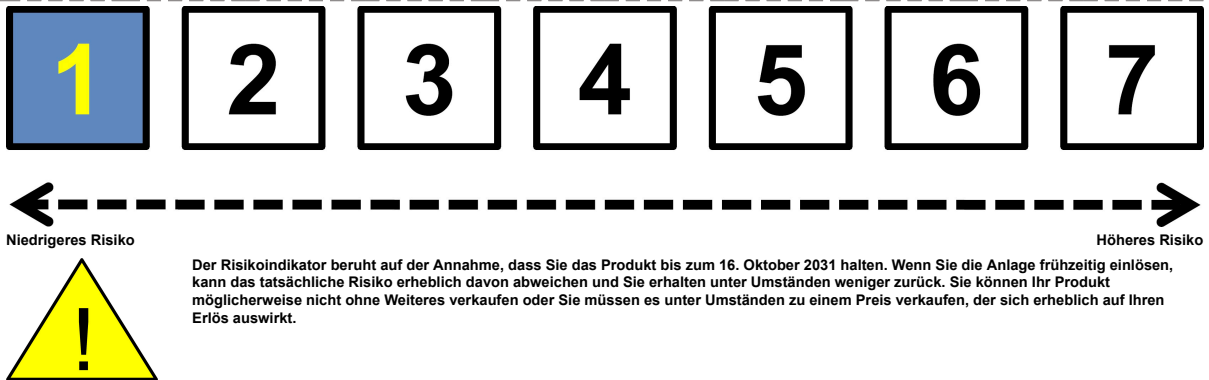 1 2 3 4 5 6 7
Niedrigeres Risiko Höheres Risiko
Der Risikoindikator beruht auf der Annahme, dass Sie das Produkt bis zum 16. Oktober 2031 halten. Wenn Sie die Anlage frühzeitig einlösen,
kann das tatsächliche Risiko erheblich davon abweichen und Sie erhalten unter Umständen weniger zurück. Sie können Ihr Produkt
möglicherweise nicht ohne Weiteres verkaufen oder Sie müssen es unter Umständen zu einem Preis verkaufen, der sich erheblich auf Ihren
Erlös auswirkt.
!